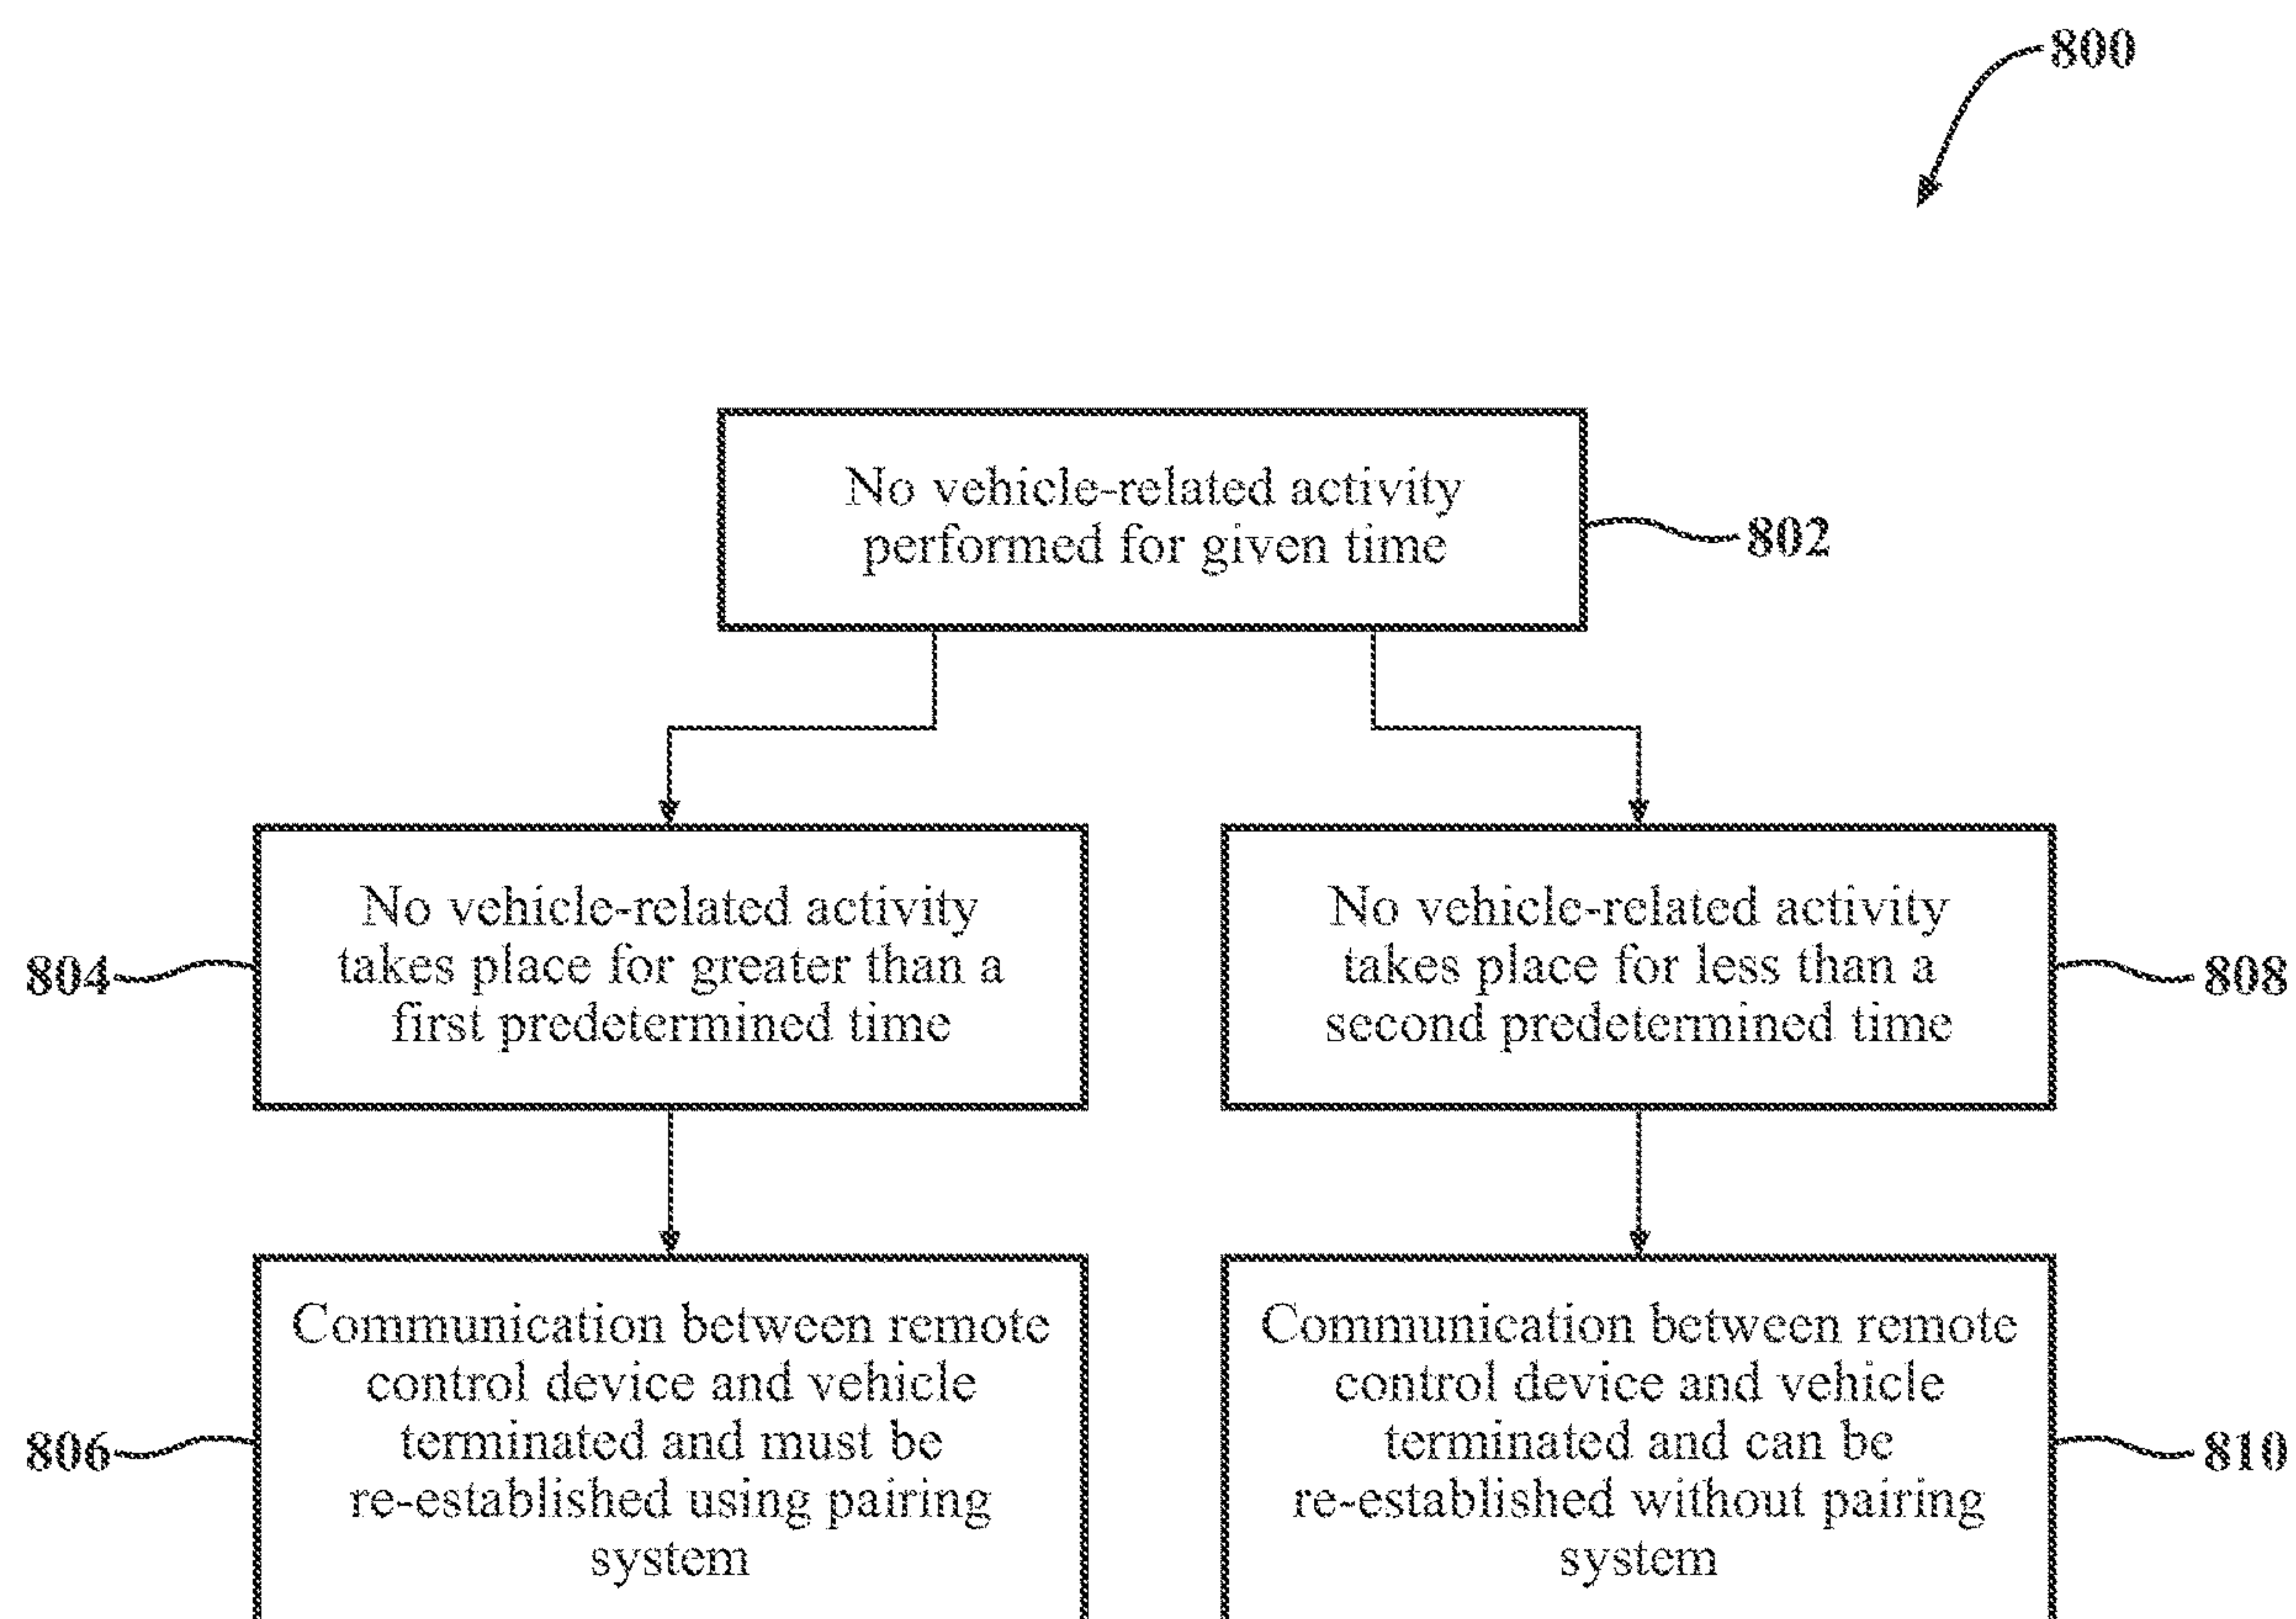 800
No vehicle-related activity
performed for given time
802
No vehicle-related activity
takes place for greater than a
first predetermined time
804
No vehicle-related activity
takes place for less than a
second predetermined time
808
Communication between remote
control device and vehicle
terminated and must be
re-established using pairing
system
806
Communication between remote
control device and vehicle
terminated and can be
re-established without pairing
system
810